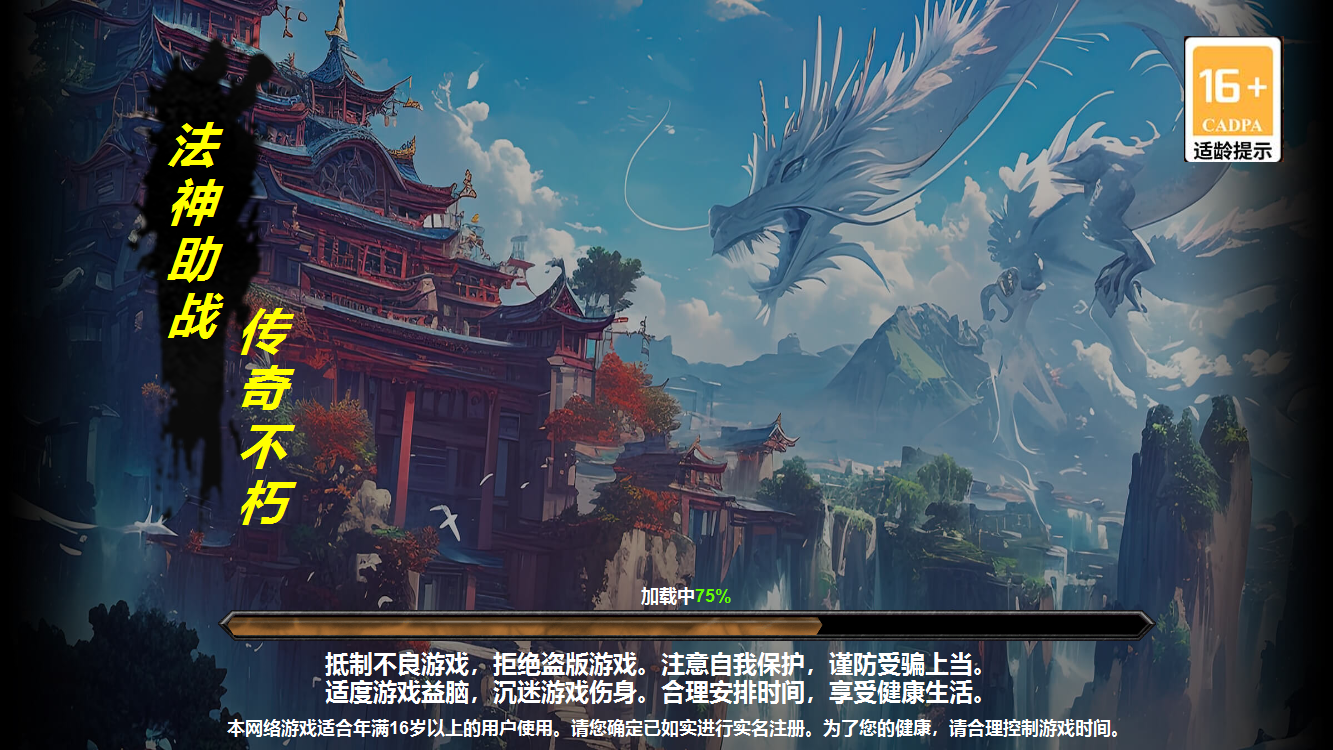 法神助战
传奇不朽
16+
CADPA
适龄提示
加载中75%
抵制不良游戏，拒绝盗版游戏。注意自我保护，谨防受骗上当。
适度游戏益脑，沉迷游戏伤身。合理安排时间，享受健康生活。
本网络游戏适合年满16岁以上的用户使用。请您确定已如实进行实名注册。为了您的健康，请合理控制游戏时间。